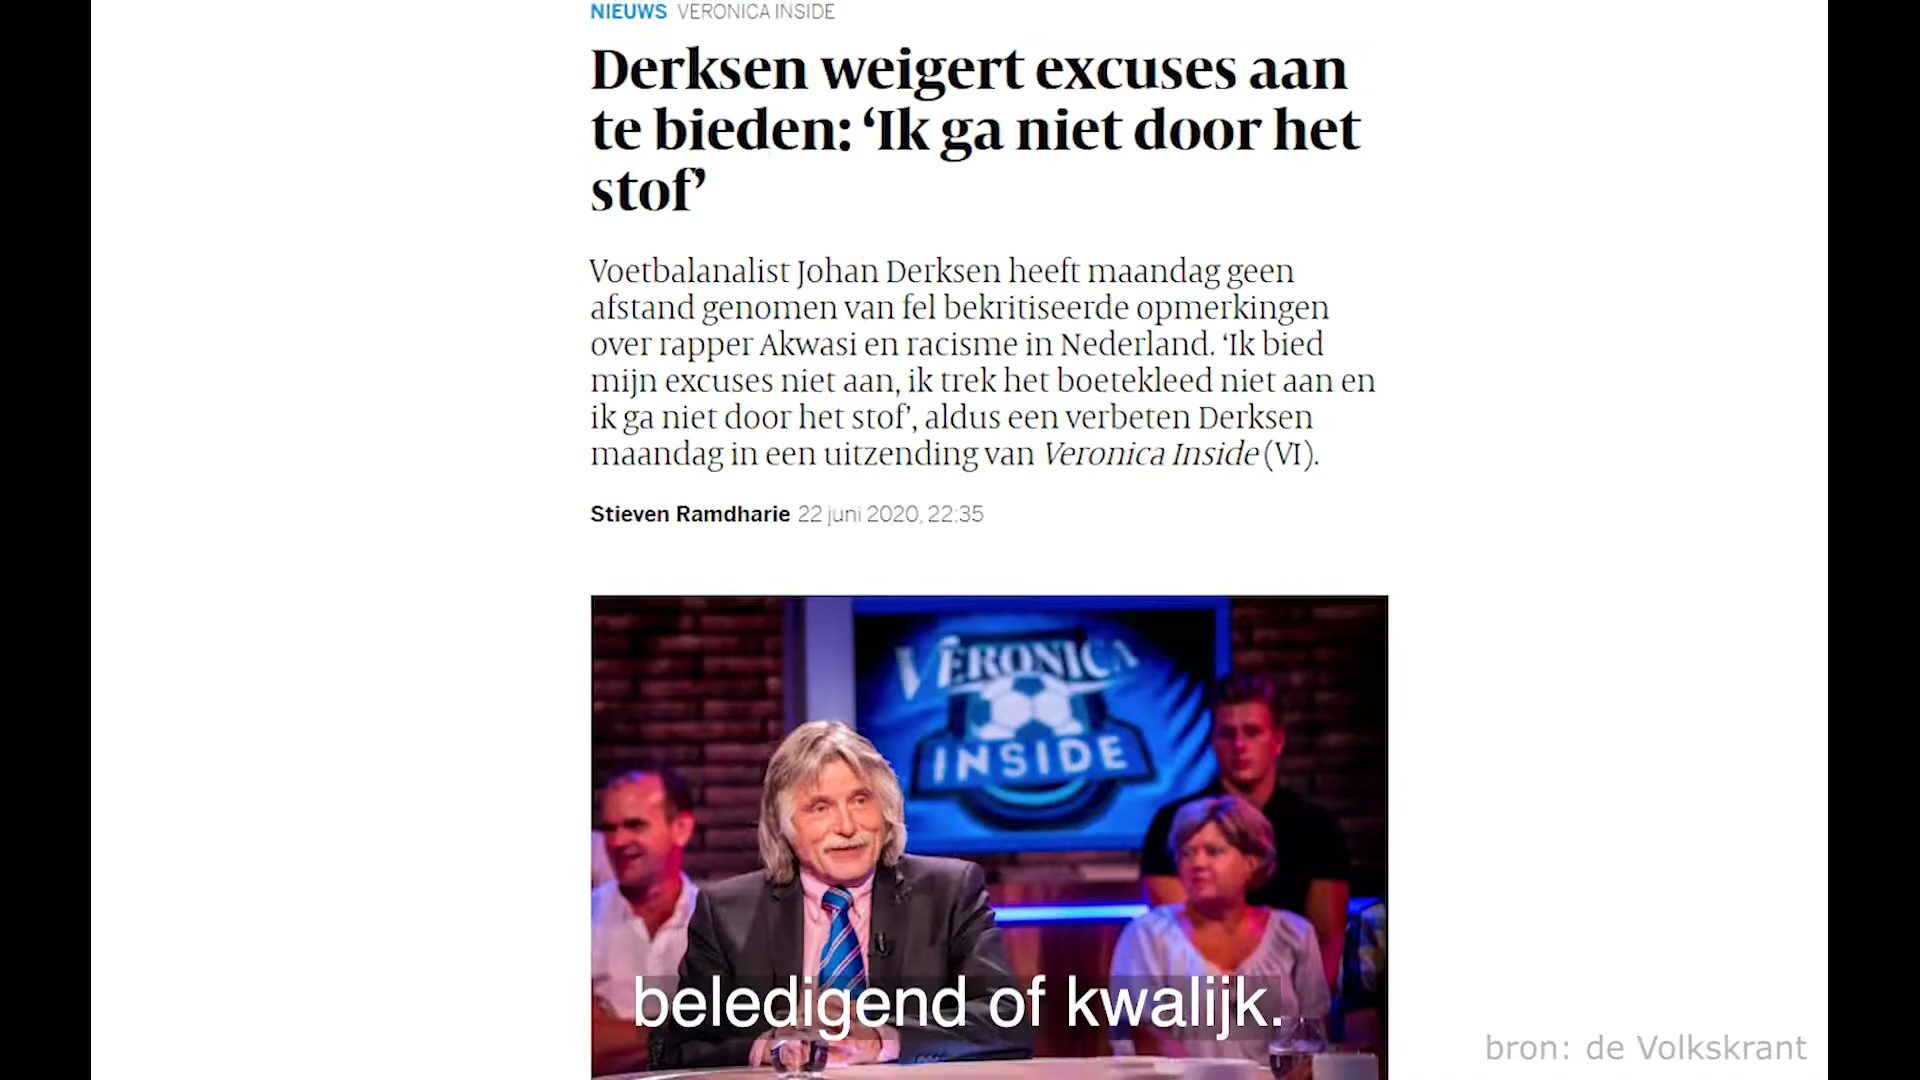 NIEUWS VERONICA INSIDE
Derksen weigert excuses aan
te bieden: ‘Ik ga niet door het
stof’
Voetbalanalist Johan Derksen heeft maandag geen
afstand genomen van fel bekritiseerde opmerkingen
over rapper Akwasi en racisme in Nederland. ‘Ik bied
mijn excuses niet aan, ik trek het boetekleed niet aan en
ik ga niet door het stof’, aldus een verbeten Derksen
maandag in een uitzending van Veronica Inside (VI).
Stieven Ramdharie 22 juni 2020, 22:35
VERONICA
INSIDE
beledigend of kwalijk.
bron: de Volkskrant